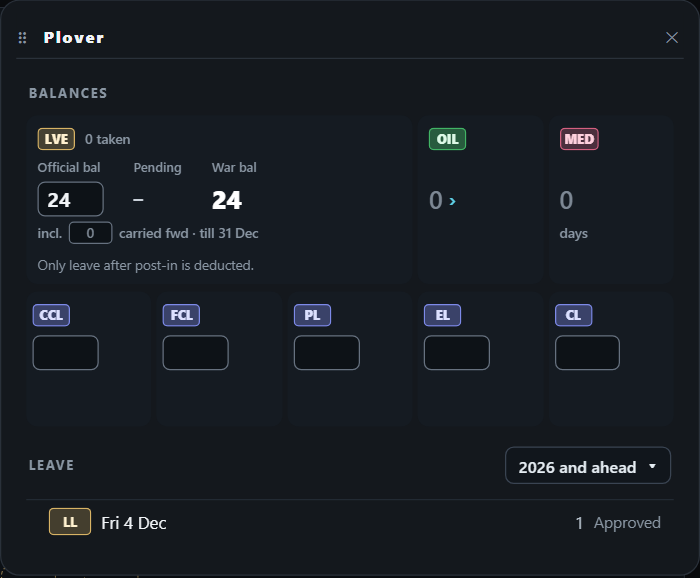 Plover
BALANCES
LVE 0 taken
Official bal Pending War bal
24 – 24
incl. 0 carried fwd · till 31 Dec
Only leave after post-in is deducted.
OIL
0 ›
MED
0
days
CCL FCL PL EL CL
LEAVE 2026 and ahead
LL Fri 4 Dec 1 Approved